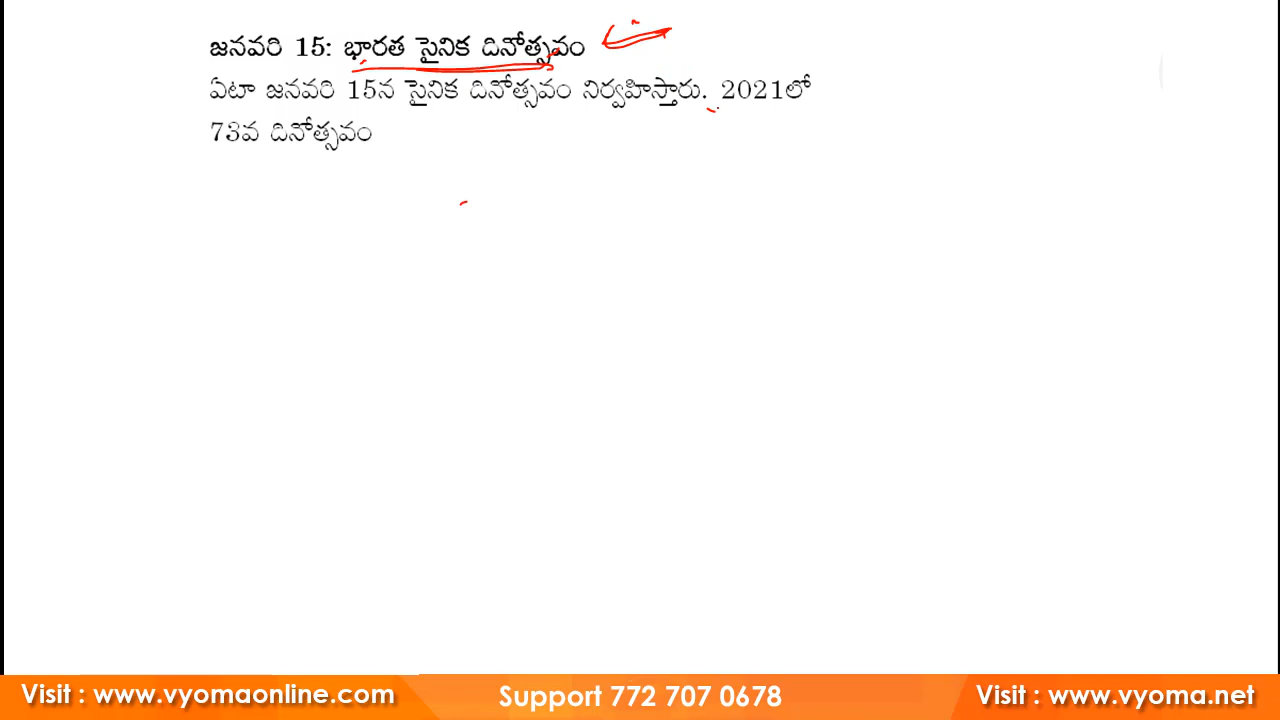 జనవరి 15: భారత సైనిక దినోత్సవం
ఏటా జనవరి 15న సైనిక దినోత్సవం నిర్వహిస్తారు. 2021లో
73వ దినోత్సవం
Visit : www.vyomaonline.com Support 772 707 0678 Visit : www.vyoma.net